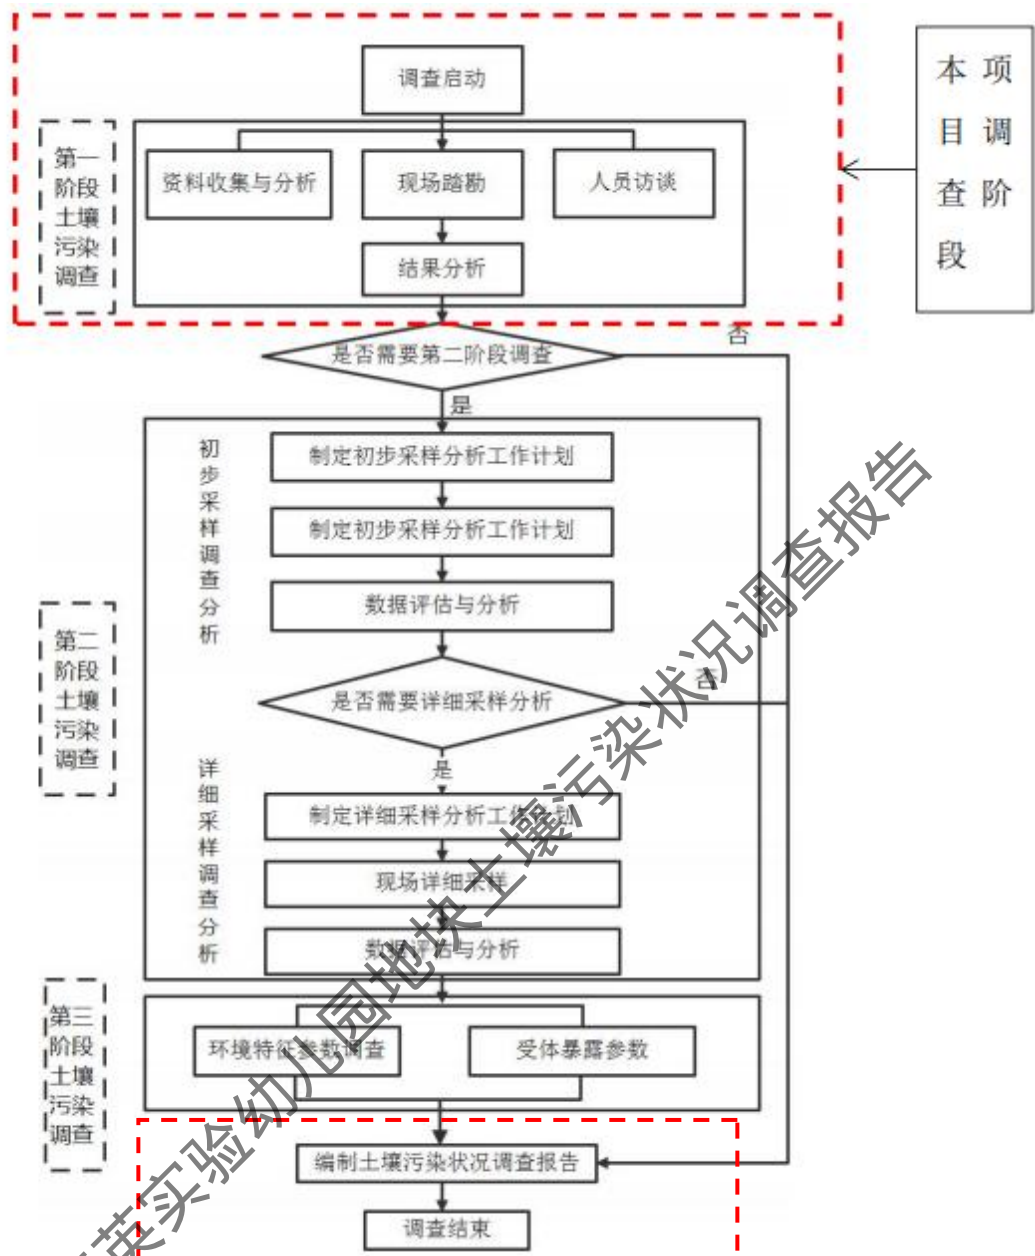 调查启动
本项目调查阶段
第一阶段土壤污染调查
资料收集与分析
现场踏勘
人员访谈
结果分析
是否需要第二阶段调查
否
是
初步采样调查分析
制定初步采样分析工作计划
制定初步采样分析工作计划
数据评估与分析
第二阶段土壤污染调查
是否需要详细采样分析
否
是
详细采样调查分析
制定详细采样分析工作计划
现场详细采样
数据评估与分析
第三阶段土壤污染调查
环境特征参数调查
受体暴露参数
编制土壤污染状况调查报告
调查结束
英实验幼儿园地块土壤污染状况调查报告